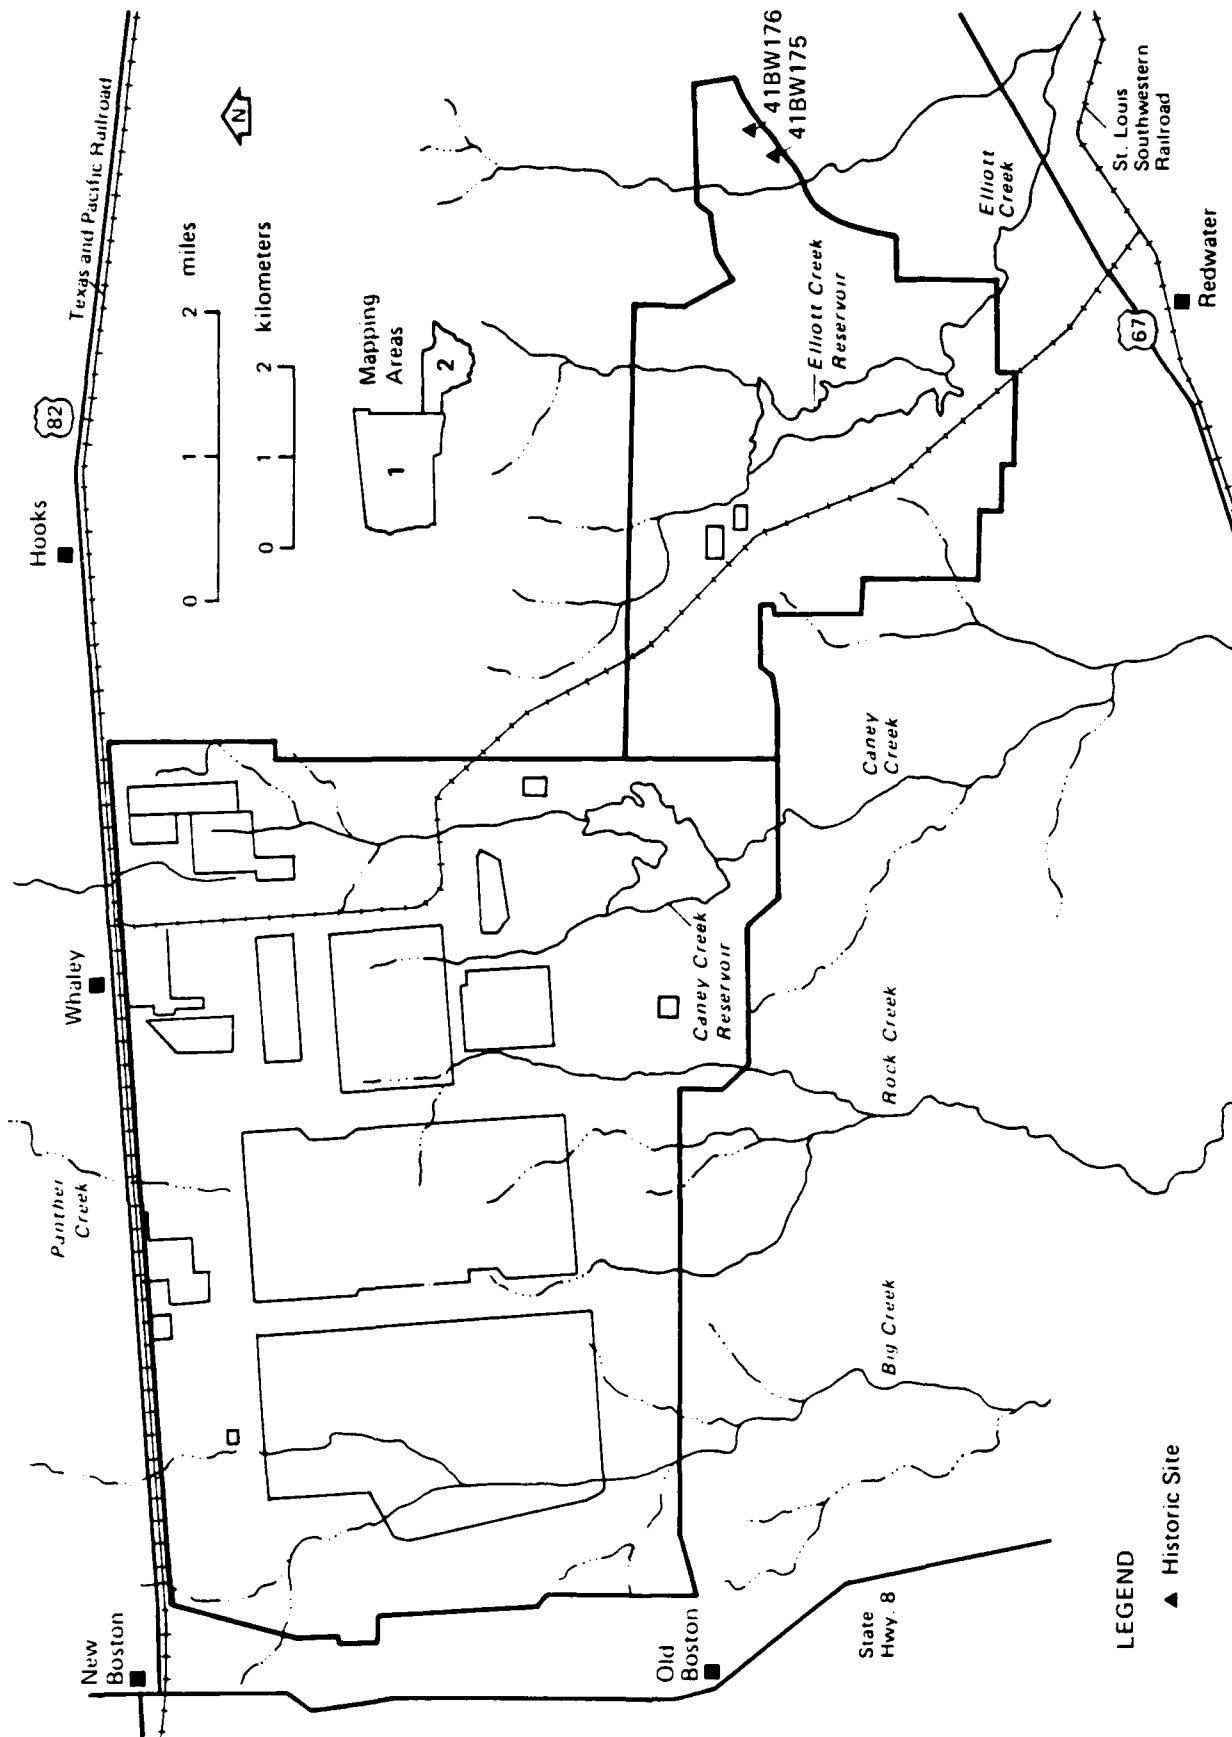 New
Boston
Panther
Creek
Whaley
Hooks
82
Texas and Pacific Railroad
N
0
1
2
miles
0
1
2
kilometers
Mapping
Areas
1
2
41BW176
41BW175
Elliott Creek
Reservoir
Elliott
Creek
St. Louis
Southwestern
Railroad
67
Redwater
Caney Creek
Reservoir
Caney
Creek
Rock Creek
Big Creek
Old
Boston
State
Hwy. 8
LEGEND
▲ Historic Site